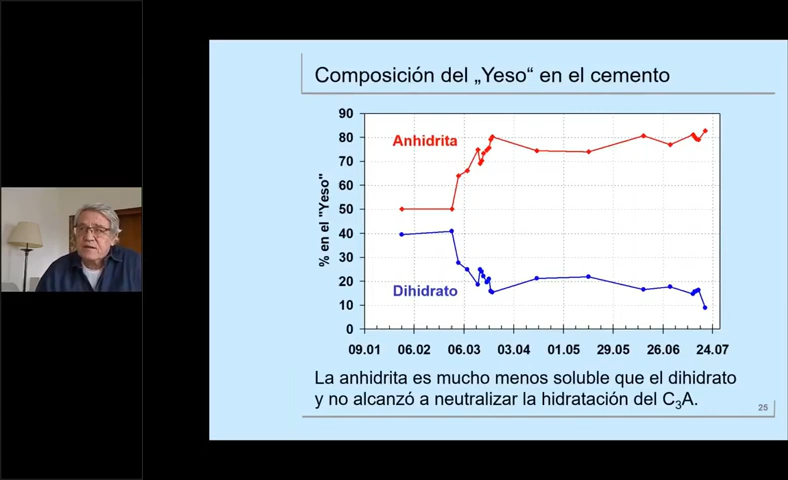 Composición del „Yeso“ en el cemento
90
80
70
60
50
40
30
20
10
0
% en el "Yeso"
Anhidrita
Dihidrato
09.01 06.02 06.03 03.04 01.05 29.05 26.06 24.07
La anhidrita es mucho menos soluble que el dihidrato
y no alcanzó a neutralizar la hidratación del C₃A.
25